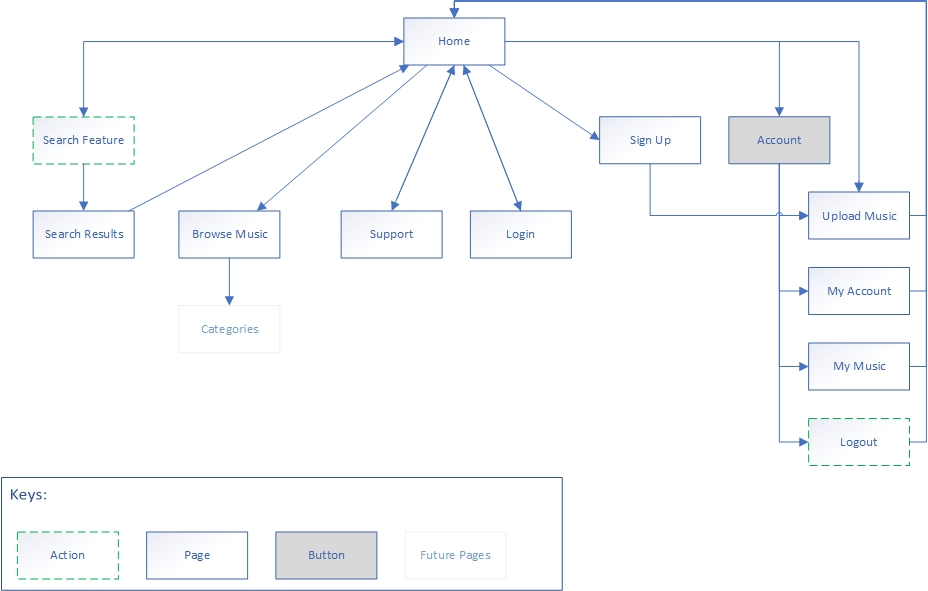 Home
Search Feature
Sign Up
Account
Search Results
Browse Music
Support
Login
Upload Music
My Account
Categories
My Music
Logout
Keys:
Action
Page
Button
Future Pages